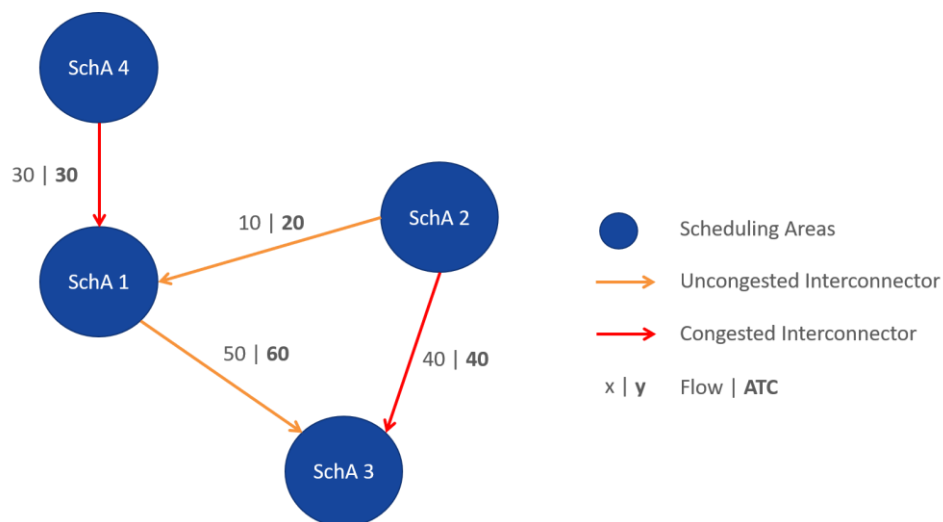 SchA 4
30 | 30
SchA 2
10 | 20
SchA 1
50 | 60
40 | 40
SchA 3
Scheduling Areas
Uncongested Interconnector
Congested Interconnector
x | y Flow | ATC